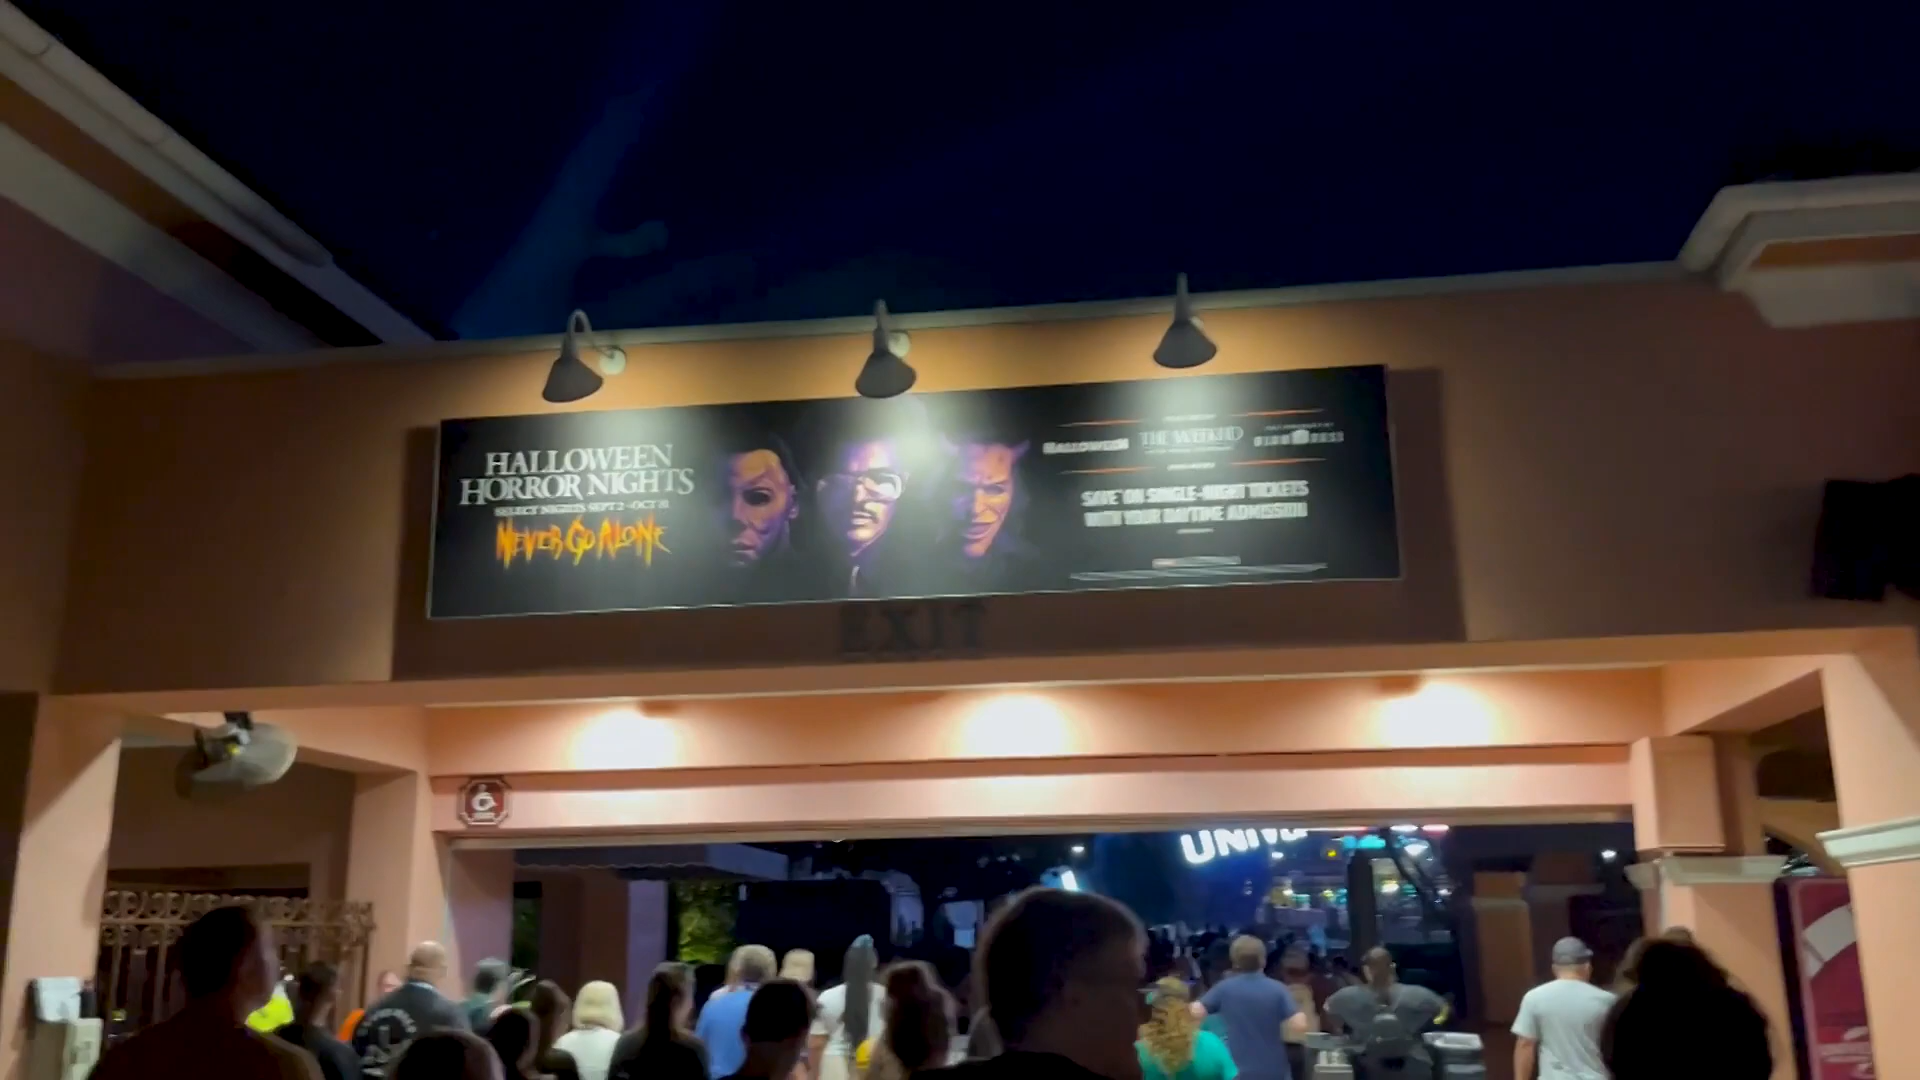 HALLOWEEN
HORROR NIGHTS
SELECT NIGHTS SEPT 2 - OCT 31
NEVER GO ALONE
HALLOWEEN
THE WEEKND
SAVE* ON SINGLE-NIGHT TICKETS
WITH YOUR DAYTIME ADMISSION
EXIT
UNIV